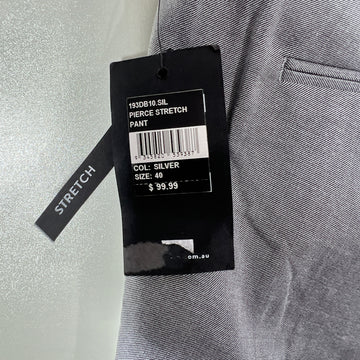 193DB10.SIL
PIERCE STRETCH
PANT
COL: SILVER
SIZE: 40
$ 99.99
STRETCH
.com.au